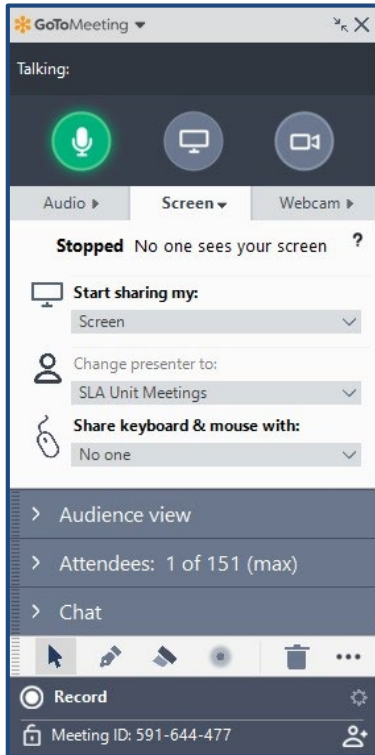 GoToMeeting
Talking:
Audio Screen Webcam
Stopped No one sees your screen ?
Start sharing my:
Screen
Change presenter to:
SLA Unit Meetings
Share keyboard & mouse with:
No one
Audience view
Attendees: 1 of 151 (max)
Chat
Record
Meeting ID: 591-644-477